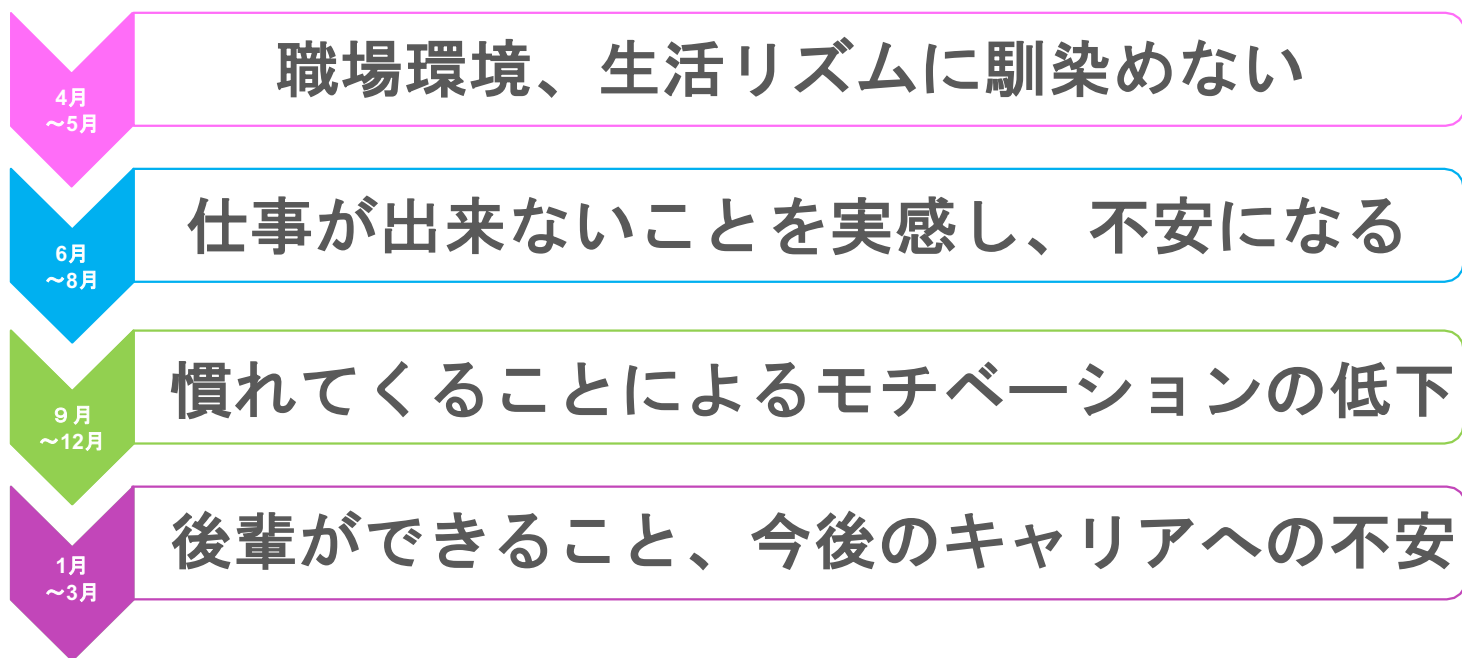 4月
～5月
職場環境、生活リズムに馴染めない
6月
～8月
仕事が出来ないことを実感し、不安になる
９月
～12月
慣れてくることによるモチベーションの低下
1月
～3月
後輩ができること、今後のキャリアへの不安